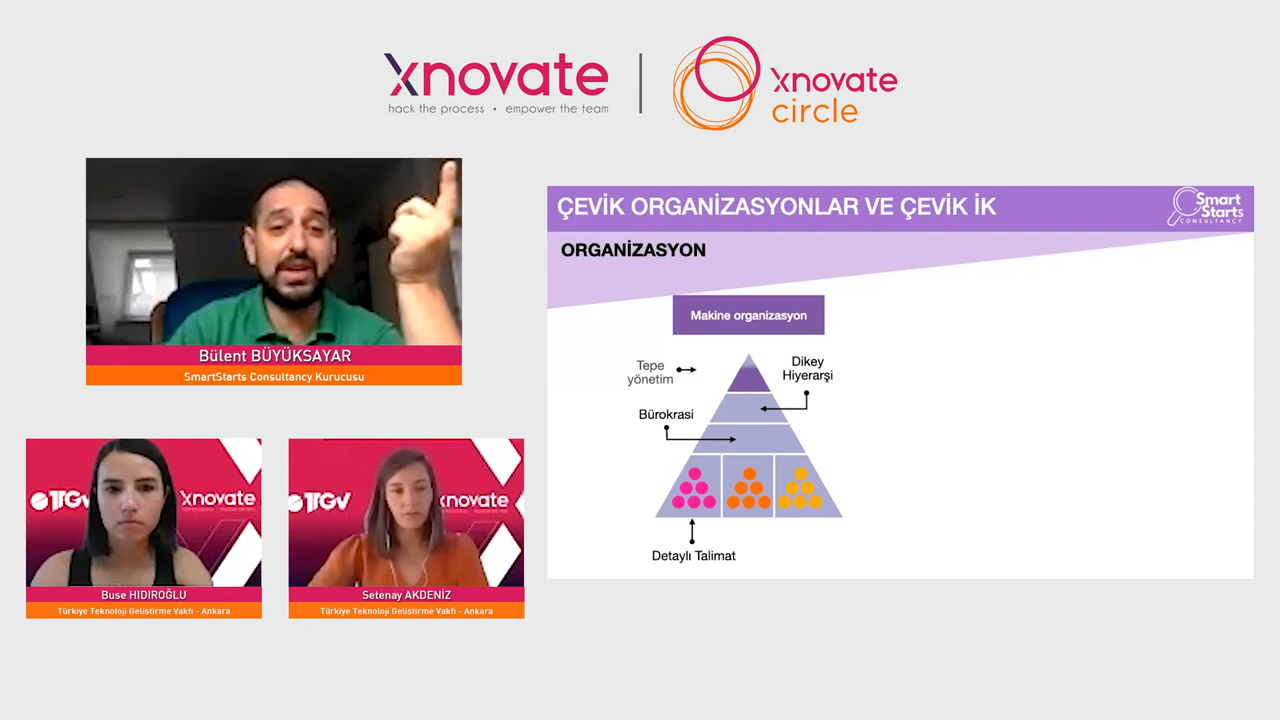 xnovate
hack the process • empower the team
xnovate
circle
Bülent BÜYÜKSAYAR
SmartStarts Consultancy Kurucusu
TTGV
xnovate
Buse HIDIROĞLU
Türkiye Teknoloji Geliştirme Vakfı - Ankara
TTGV
xnovate
Setenay AKDENİZ
Türkiye Teknoloji Geliştirme Vakfı - Ankara
ÇEVİK ORGANİZASYONLAR VE ÇEVİK İK
Smart
Starts
CONSULTANCY
ORGANİZASYON
Makine organizasyon
Tepe
yönetim
Dikey
Hiyerarşi
Bürokrasi
Detaylı Talimat